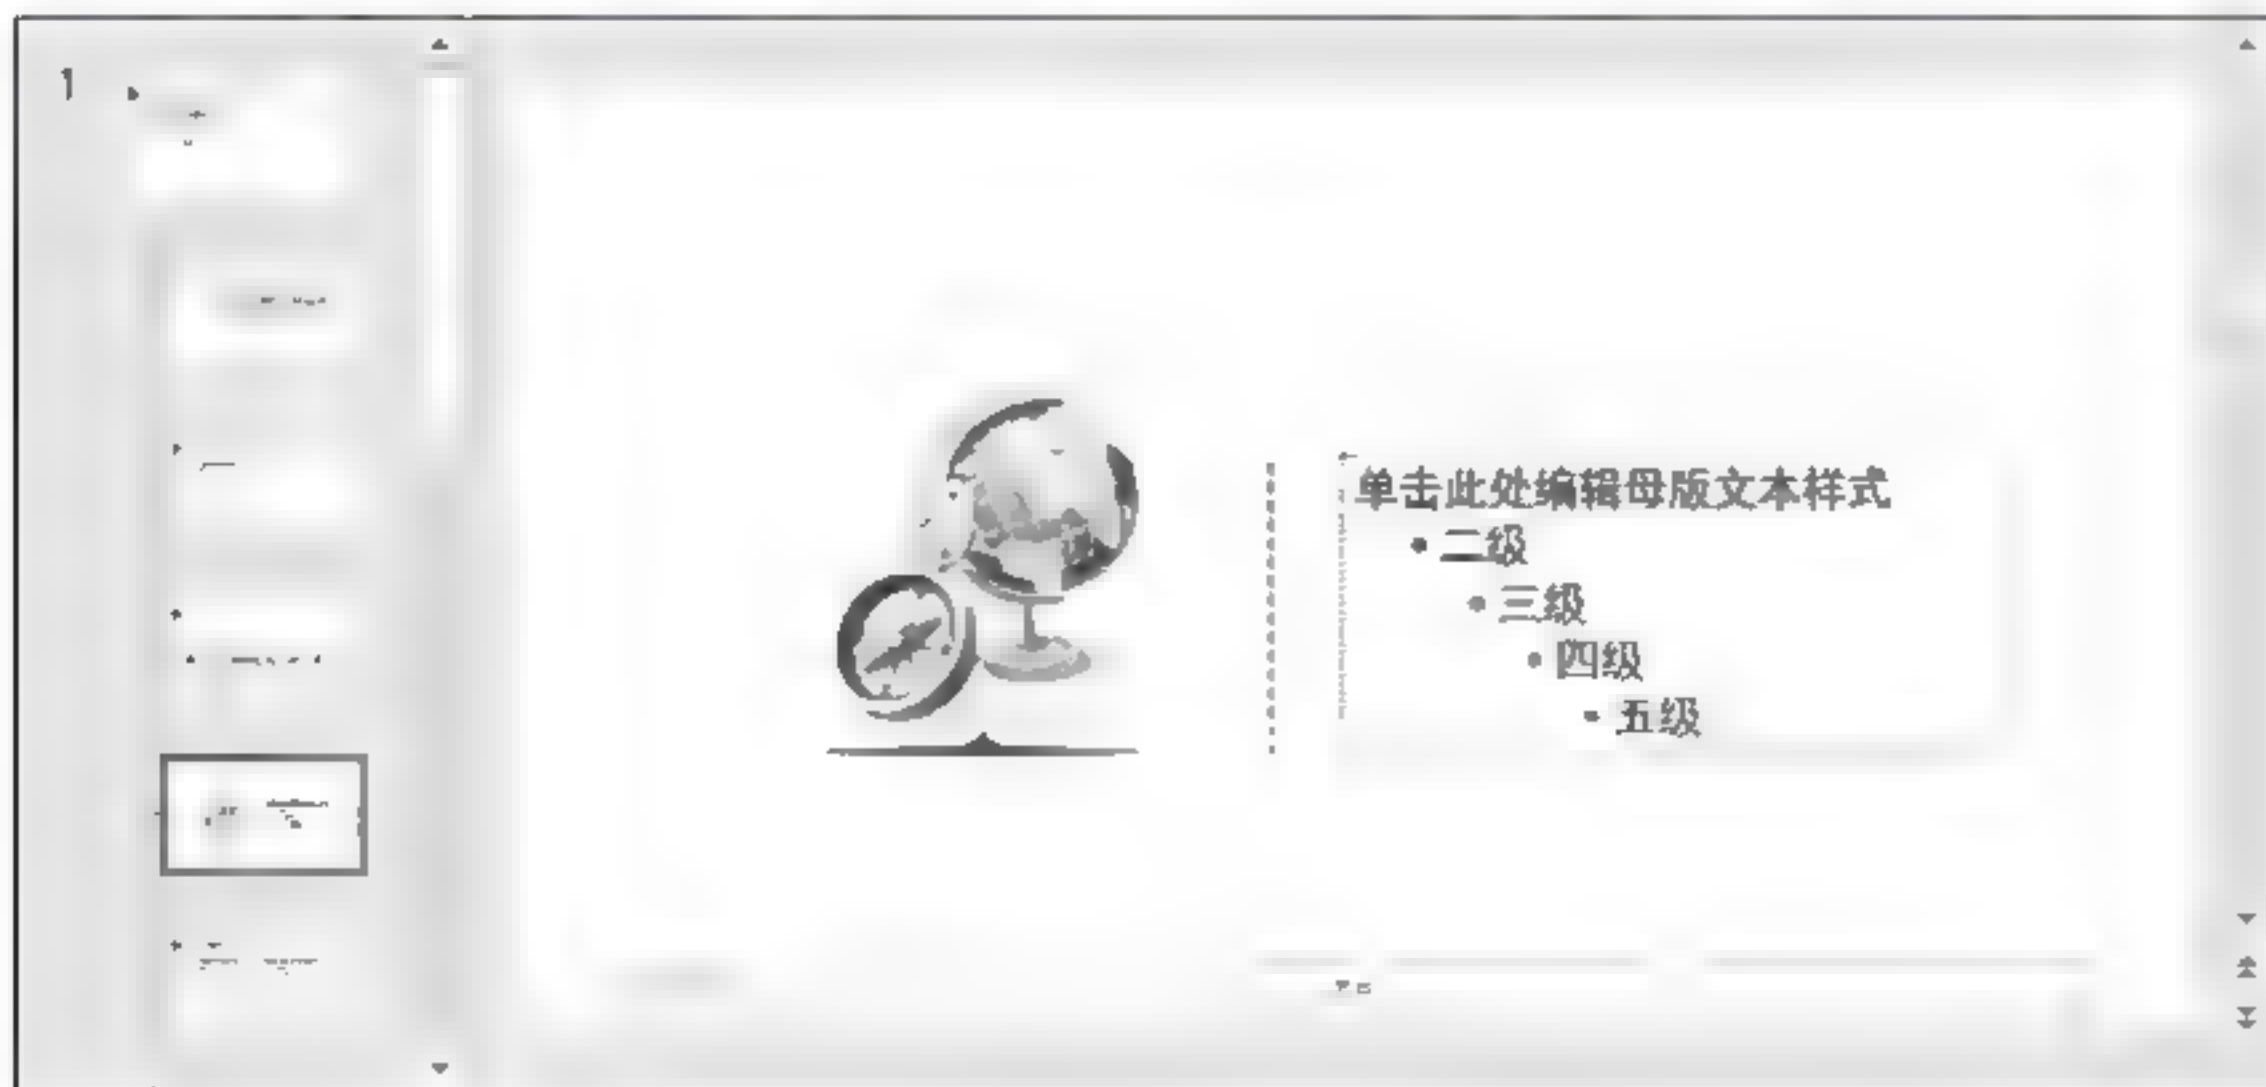 1
单击此处编辑母版文本样式
• 二级
• 三级
• 四级
• 五级